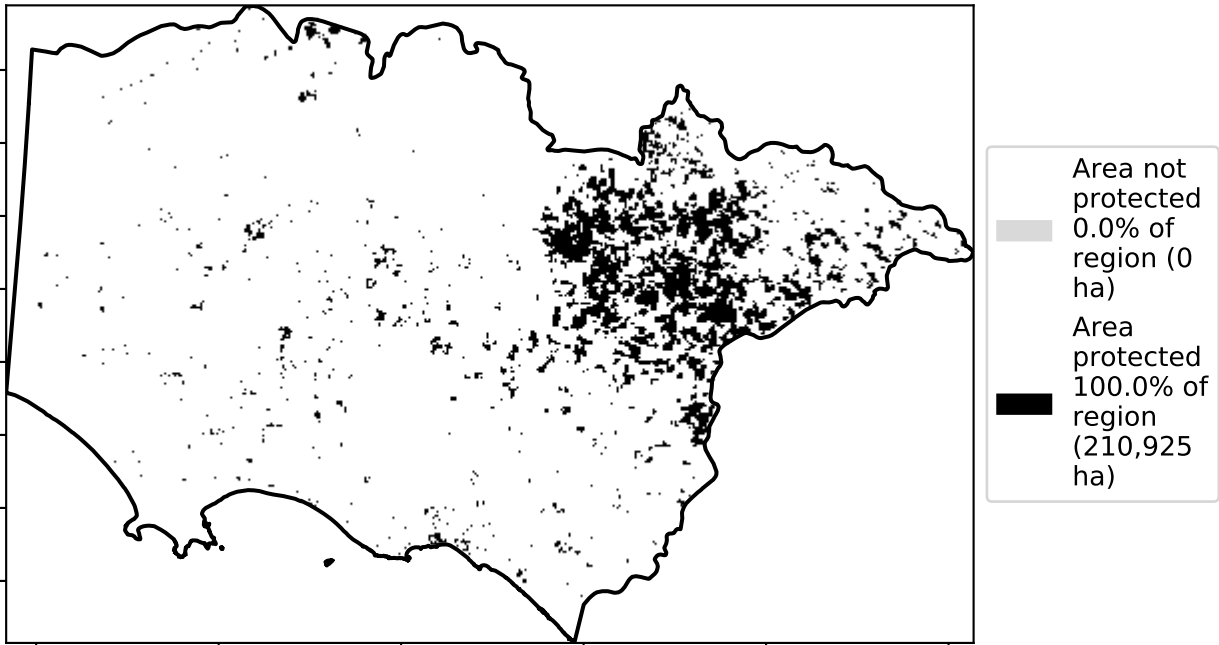 Area not
protected
0.0% of
region (0
ha)
Area
protected
100.0% of
region
(210,925
ha)